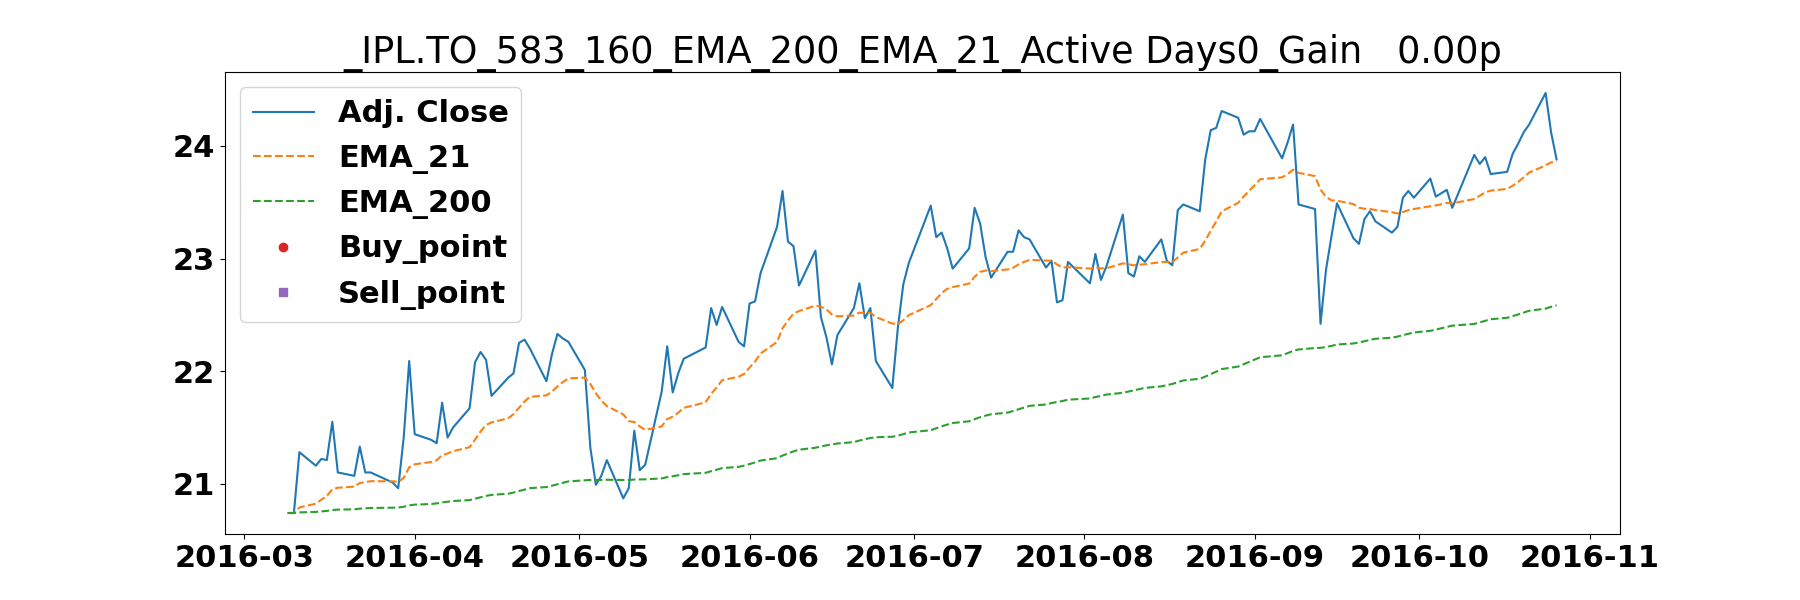 _IPL.TO_583_160_EMA_200_EMA_21_Active Days0_Gain   0.00p
Adj. Close
EMA_21
EMA_200
Buy_point
Sell_point
24
23
22
21
2016-03 2016-04 2016-05 2016-06 2016-07 2016-08 2016-09 2016-10 2016-11